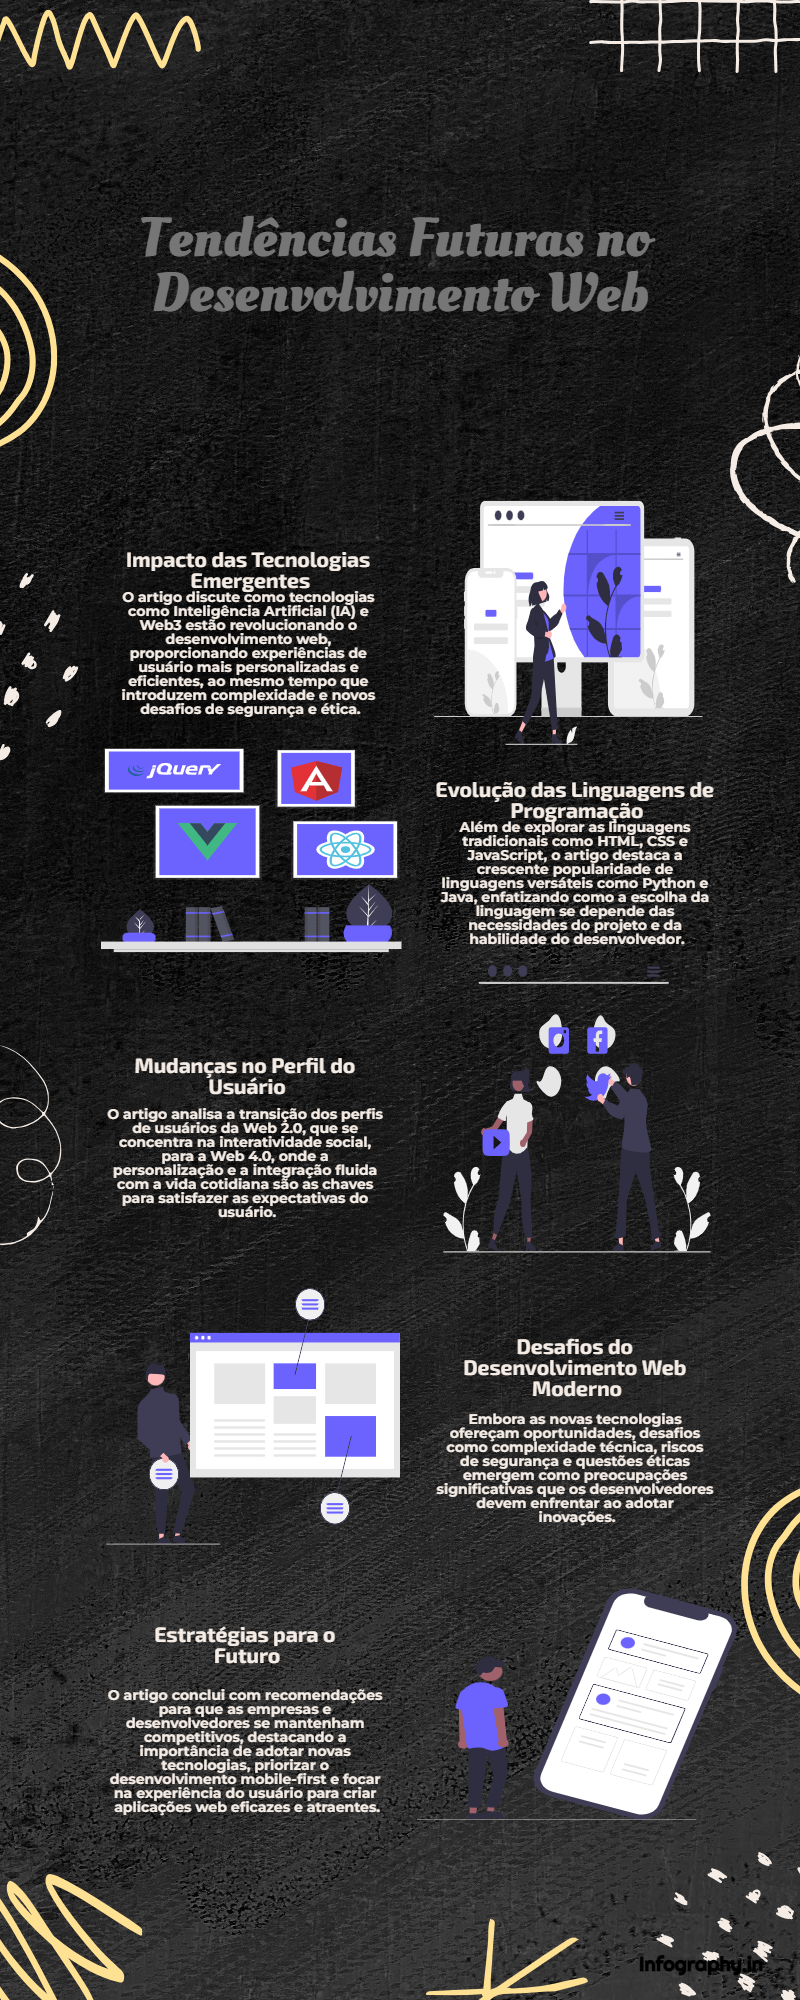 Tendências Futuras no
Desenvolvimento Web
Impacto das Tecnologias
Emergentes
O artigo discute como tecnologias
como Inteligência Artificial (IA) e
Web3 estão revolucionando o
desenvolvimento web,
proporcionando experiências de
usuário mais personalizadas e
eficientes, ao mesmo tempo que
introduzem complexidade e novos
desafios de segurança e ética.
jQuery
A
Evolução das Linguagens de
Programação
Além de explorar as linguagens
tradicionais como HTML, CSS e
JavaScript, o artigo destaca a
crescente popularidade de
linguagens versáteis como Python e
Java, enfatizando como a escolha da
linguagem se depende das
necessidades do projeto e da
habilidade do desenvolvedor.
Mudanças no Perfil do
Usuário
O artigo analisa a transição dos perfis
de usuários da Web 2.0, que se
concentra na interatividade social,
para a Web 4.0, onde a
personalização e a integração fluida
com a vida cotidiana são as chaves
para satisfazer as expectativas do
usuário.
Desafios do
Desenvolvimento Web
Moderno
Embora as novas tecnologias
ofereçam oportunidades, desafios
como complexidade técnica, riscos
de segurança e questões éticas
emergem como preocupações
significativas que os desenvolvedores
devem enfrentar ao adotar
inovações.
Estratégias para o
Futuro
O artigo conclui com recomendações
para que as empresas e
desenvolvedores se mantenham
competitivos, destacando a
importância de adotar novas
tecnologias, priorizar o
desenvolvimento mobile-first e focar
na experiência do usuário para criar
aplicações web eficazes e atraentes.
Infography.in